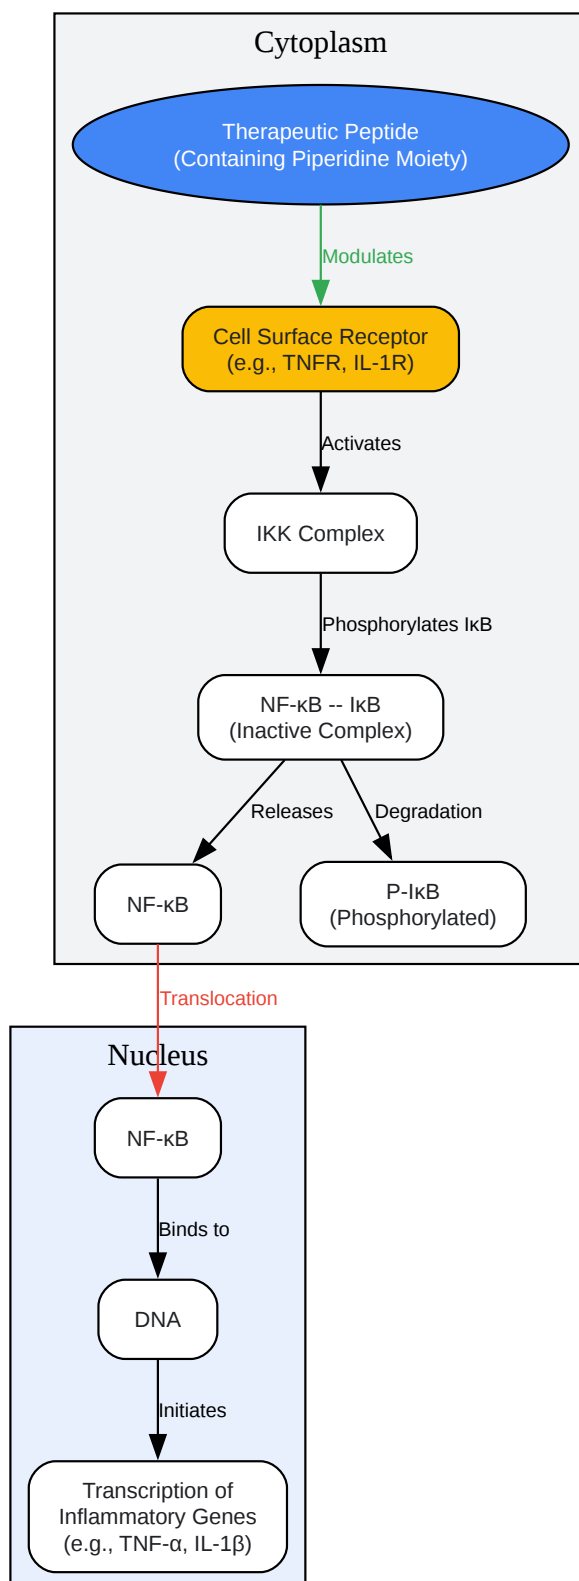 Cytoplasm
Therapeutic Peptide
(Containing Piperidine Moiety)
Modulates
Cell Surface Receptor
(e.g., TNFR, IL-1R)
Activates
IKK Complex
Phosphorylates IκB
NF-κB -- IκB
(Inactive Complex)
Releases
Degradation
NF-κB
P-IκB
(Phosphorylated)
Translocation
Nucleus
NF-κB
Binds to
DNA
Initiates
Transcription of
Inflammatory Genes
(e.g., TNF-α, IL-1β)